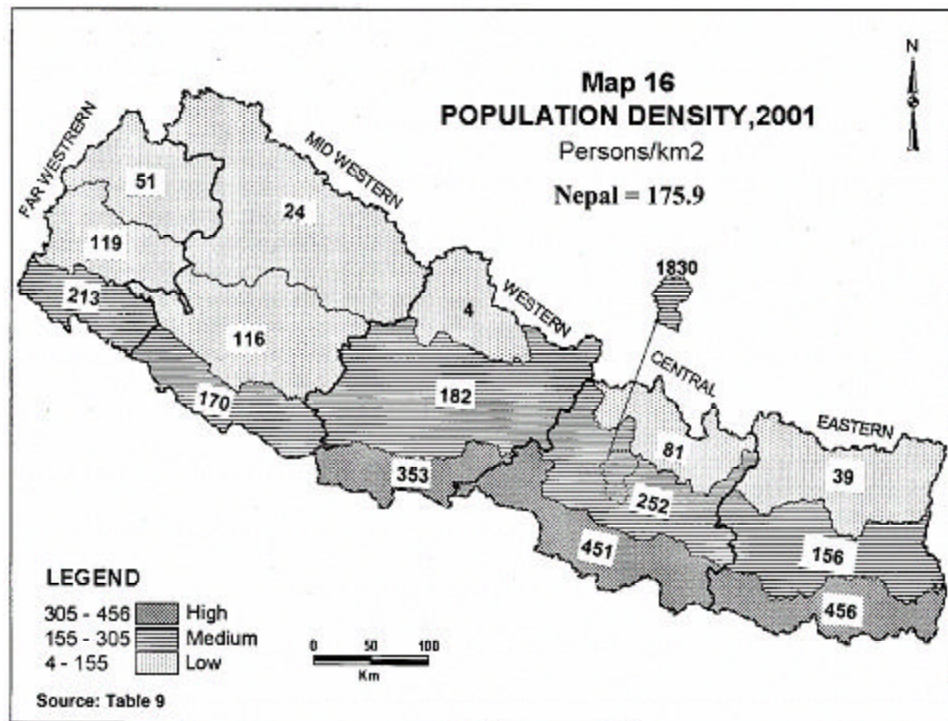 N
Map 16
POPULATION DENSITY,2001
Persons/km2
Nepal = 175.9
FAR WESTRERN
MID WESTERN
WESTERN
CENTRAL
EASTERN
51
24
119
213
116
4
1830
170
182
353
81
252
39
451
156
456
LEGEND
305 - 456 High
155 - 305 Medium
4 - 155 Low
0 50 100
Km
Source: Table 9